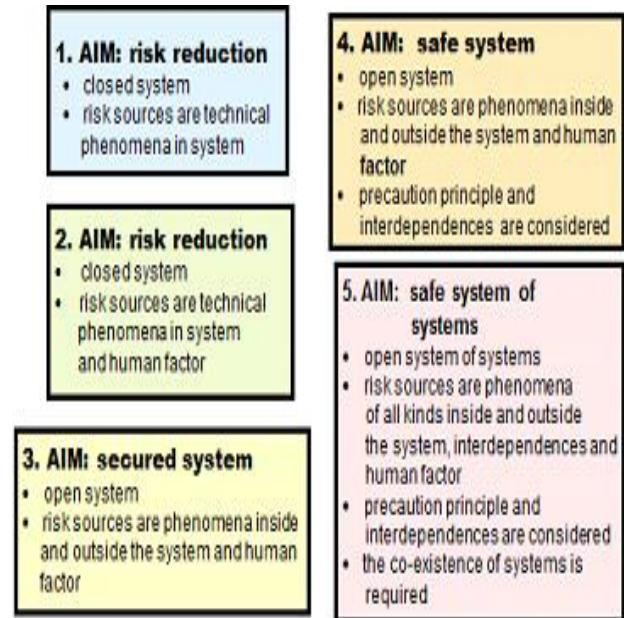 1. AIM: risk reduction
• closed system
• risk sources are technical
phenomena in system
2. AIM: risk reduction
• closed system
• risk sources are technical
phenomena in system
and human factor
3. AIM: secured system
• open system
• risk sources are phenomena inside
and outside the system and human
factor
4. AIM: safe system
• open system
• risk sources are phenomena inside
and outside the system and human
factor
• precaution principle and
interdependences are considered
5. AIM: safe system of
systems
• open system of systems
• risk sources are phenomena
of all kinds inside and outside
the system, interdependences and
human factor
• precaution principle and
interdependences are considered
• the co-existence of systems is
required